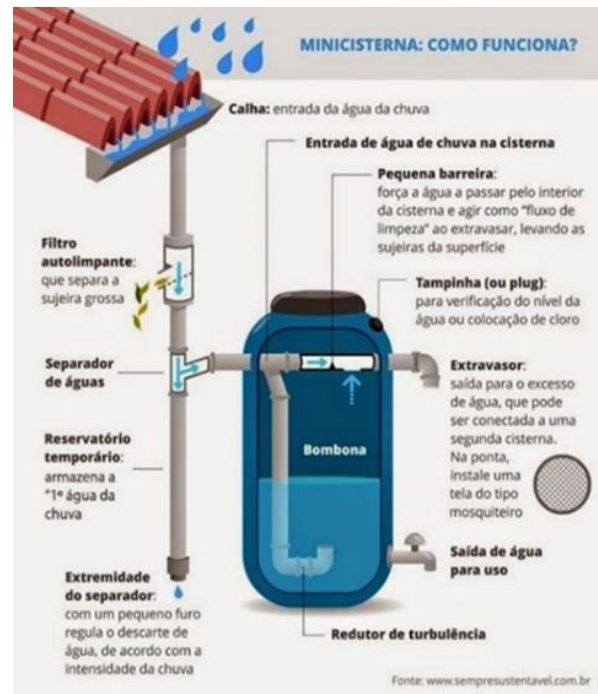 MINICISTERNA: COMO FUNCIONA?
Calha: entrada da água da chuva
Entrada de água de chuva na cisterna
Pequena barreira:
força a água a passar pelo interior
da cisterna e agir como "fluxo de
limpeza" ao extravasar, levando as
sujeiras da superfície
Filtro
autolimpante:
que separa a
sujeira grossa
Tampinha (ou plug):
para verificação do nível da
água ou colocação de cloro
Separador
de águas
Extravasor:
saída para o excesso
de água, que pode
ser conectada a uma
segunda cisterna.
Na ponta,
instale uma
tela do tipo
mosquiteiro
Bombona
Reservatório
temporário:
armazena a
"1ª água da
chuva
Saída de água
para uso
Extremidade
do separador:
com um pequeno furo
regula o descarte de
água, de acordo com a
intensidade da chuva
Redutor de turbulência
Fonte: www.sempresustentavel.com.br